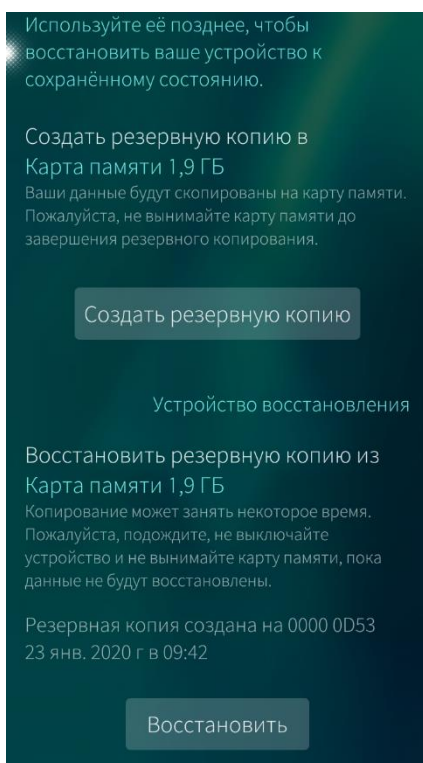 Используйте её позднее, чтобы
восстановить ваше устройство к
сохранённому состоянию.
Создать резервную копию в
Карта памяти 1,9 ГБ
Ваши данные будут скопированы на карту памяти.
Пожалуйста, не вынимайте карту памяти до
завершения резервного копирования.
Создать резервную копию
Устройство восстановления
Восстановить резервную копию из
Карта памяти 1,9 ГБ
Копирование может занять некоторое время.
Пожалуйста, подождите, не выключайте
устройство и не вынимайте карту памяти, пока
данные не будут восстановлены.
Резервная копия создана на 0000 0D53
23 янв. 2020 г в 09:42
Восстановить